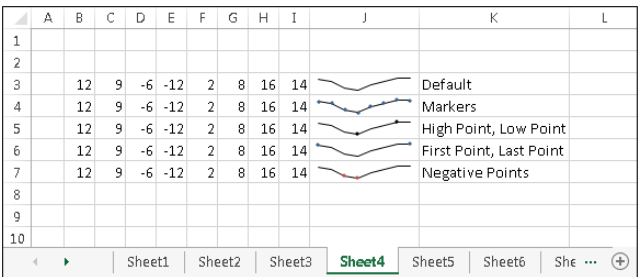 A B C D E F G H I J K L
1
2
3 12 9 -6 -12 2 8 16 14 Default
4 12 9 -6 -12 2 8 16 14 Markers
5 12 9 -6 -12 2 8 16 14 High Point, Low Point
6 12 9 -6 -12 2 8 16 14 First Point, Last Point
7 12 9 -6 -12 2 8 16 14 Negative Points
8
9
10
Sheet1 Sheet2 Sheet3 Sheet4 Sheet5 Sheet6 She ...